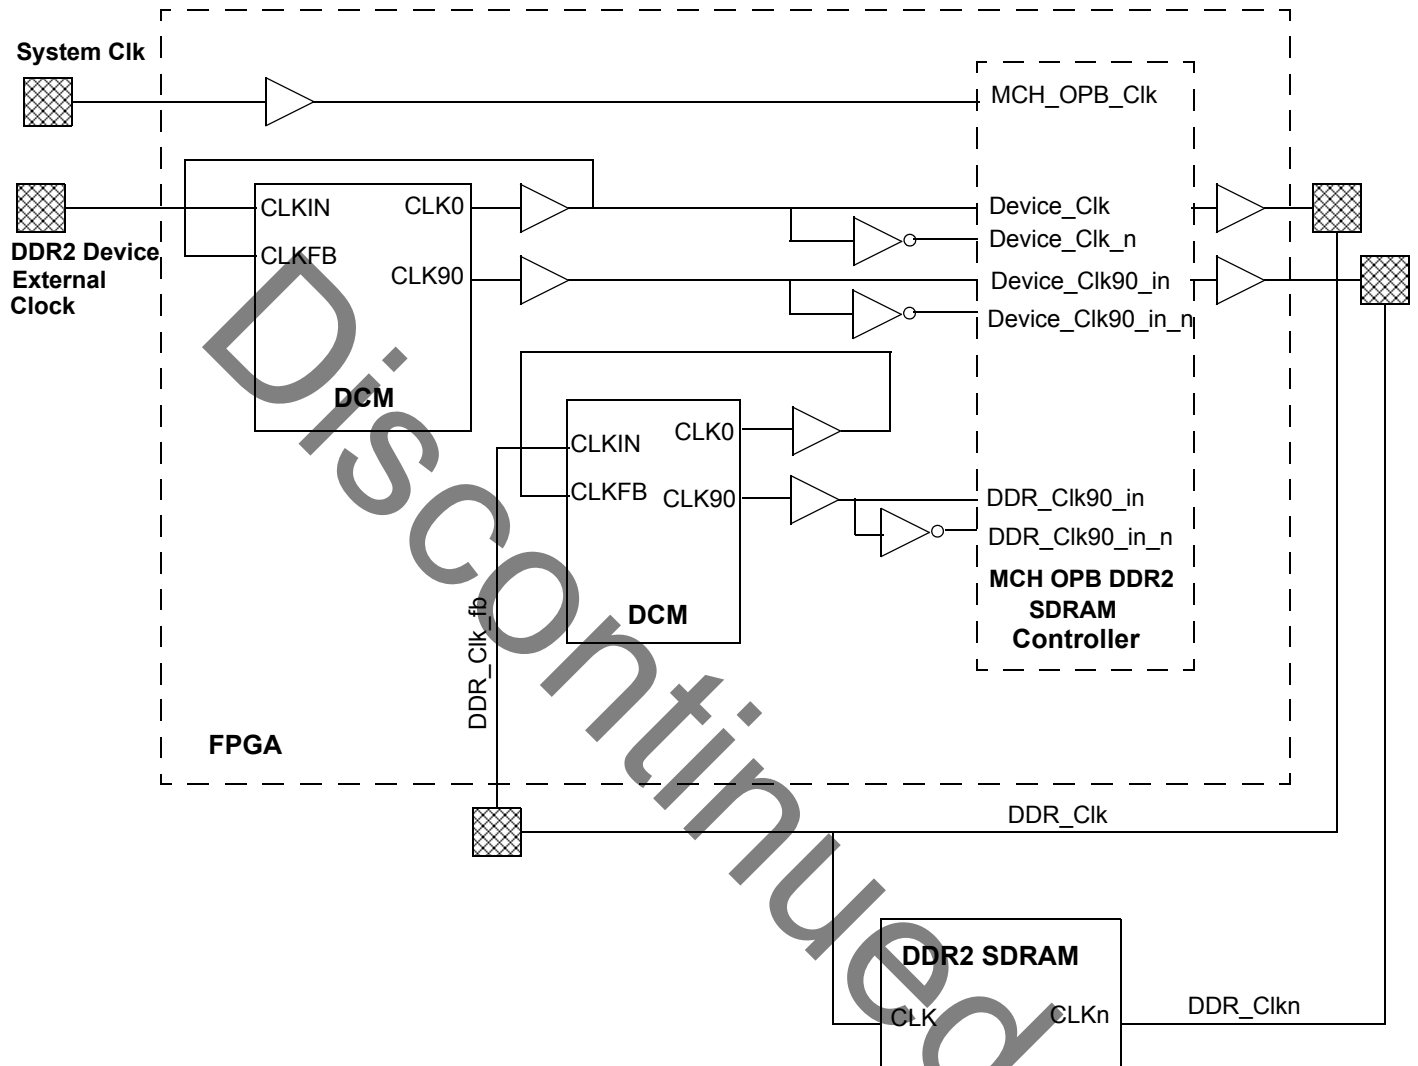 System Clk
MCH_OPB_Clk
DDR2 Device
External
Clock
CLKIN
CLK0
CLKFB
CLK90
DCM
Device_Clk
Device_Clk_n
Device_Clk90_in
Device_Clk90_in_n
CLKIN
CLK0
CLKFB
CLK90
DCM
DDR_Clk90_in
DDR_Clk90_in_n
MCH OPB DDR2
SDRAM
Controller
DDR_Clk_fb
FPGA
DDR_Clk
DDR2 SDRAM
CLK
CLKn
DDR_Clkn
Discontinued